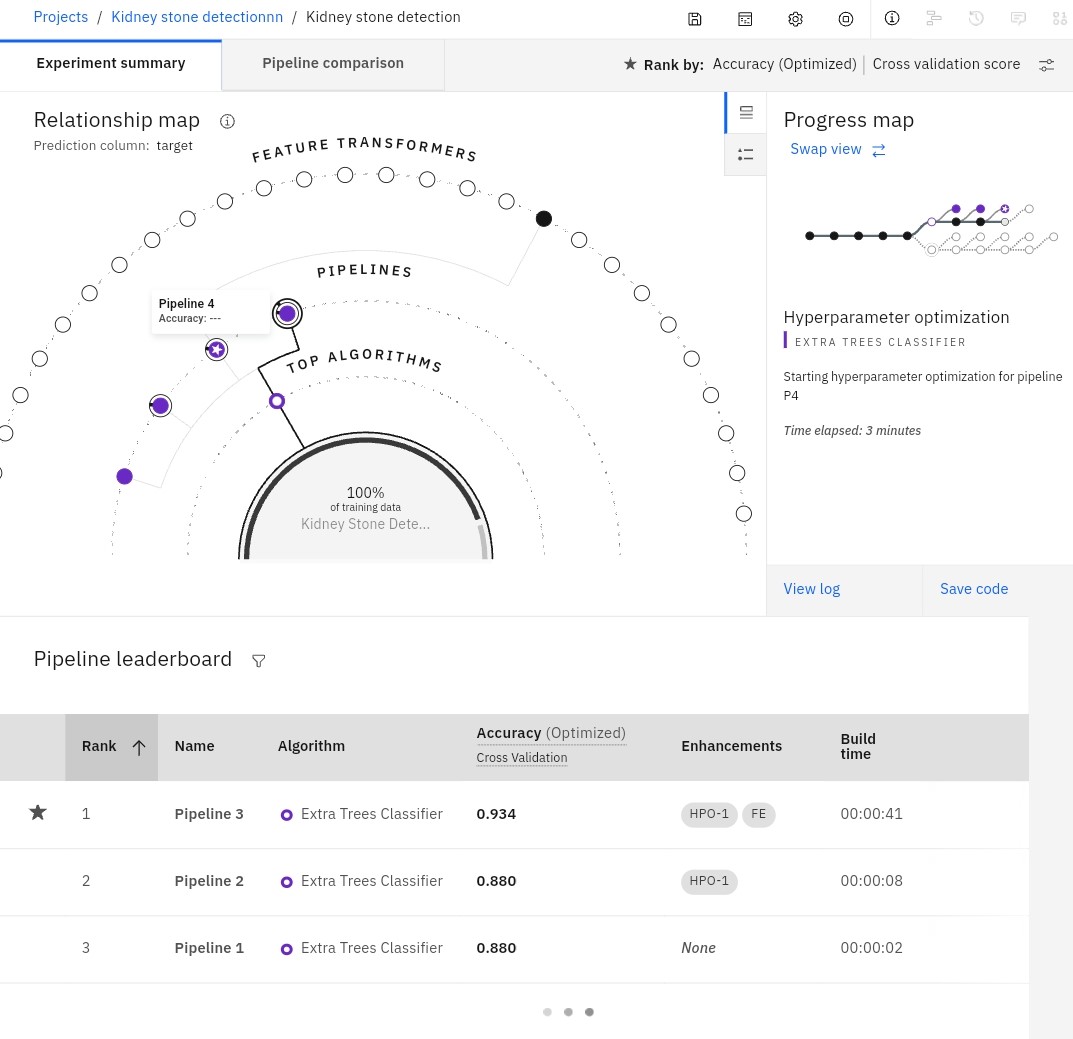 Projects / Kidney stone detectionnn / Kidney stone detection
Experiment summary
Pipeline comparison
Rank by: Accuracy (Optimized) | Cross validation score
Relationship map
Prediction column: target
FEATURE TRANSFORMERS
PIPELINES
Pipeline 4
Accuracy: ---
TOP ALGORITHMS
100%
of training data
Kidney Stone Dete...
Progress map
Swap view
Hyperparameter optimization
EXTRA TREES CLASSIFIER
Starting hyperparameter optimization for pipeline
P4
Time elapsed: 3 minutes
View log
Save code
Pipeline leaderboard
Rank Name Algorithm Accuracy (Optimized) Enhancements Build
Cross Validation time
1 Pipeline 3 Extra Trees Classifier 0.934 HPO-1 FE 00:00:41
2 Pipeline 2 Extra Trees Classifier 0.880 HPO-1 00:00:08
3 Pipeline 1 Extra Trees Classifier 0.880 None 00:00:02